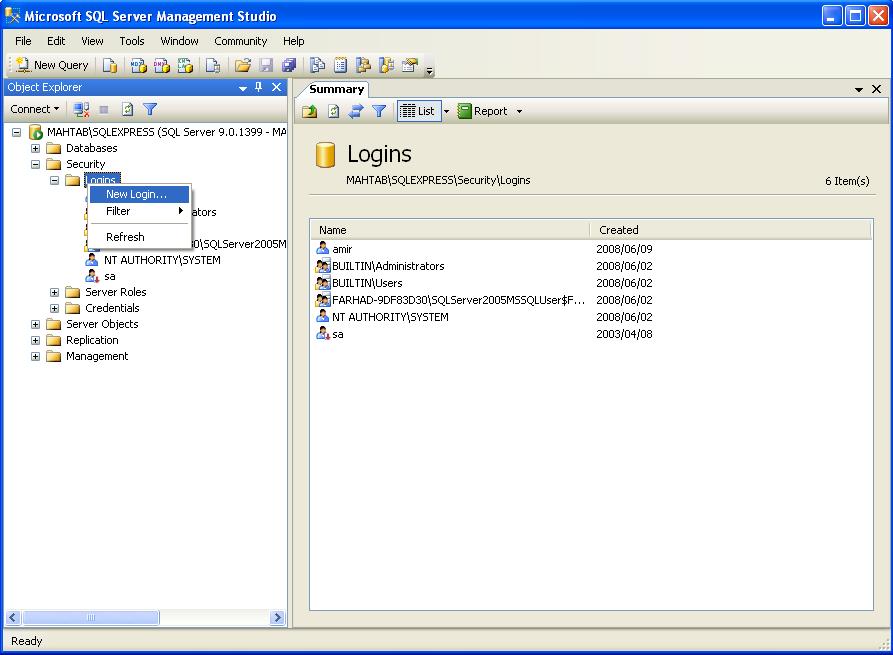 Microsoft SQL Server Management Studio
File Edit View Tools Window Community Help
New Query
Object Explorer
Connect
MAHTAB\SQLEXPRESS (SQL Server 9.0.1399 - MA
Databases
Security
Logins
New Login...
Filter
ators
Refresh
30\SQLServer2005M
NT AUTHORITY\SYSTEM
sa
Server Roles
Credentials
Server Objects
Replication
Management
Summary
List Report
Logins
MAHTAB\SQLEXPRESS\Security\Logins 6 Item(s)
Name Created
amir 2008/06/09
BUILTIN\Administrators 2008/06/02
BUILTIN\Users 2008/06/02
FARHAD-9DF83D30\SQLServer2005MSSQLUser$F... 2008/06/02
NT AUTHORITY\SYSTEM 2008/06/02
sa 2003/04/08
Ready